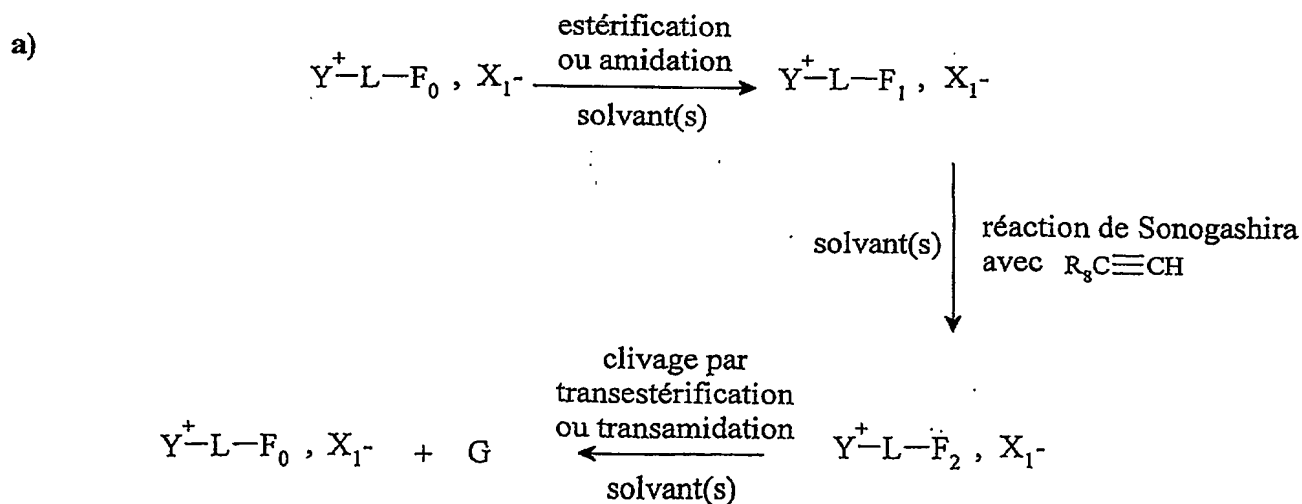 a)
estérification
ou amidation
Y⁺—L—F₀ , X₁-
solvant(s)
Y⁺—L—F₁ , X₁-
solvant(s)
réaction de Sonogashira
avec R₈C≡CH
clivage par
transestérification
ou transamidation
Y⁺—L—F₀ , X₁- + G
solvant(s)
Y⁺—L—F₂ , X₁-